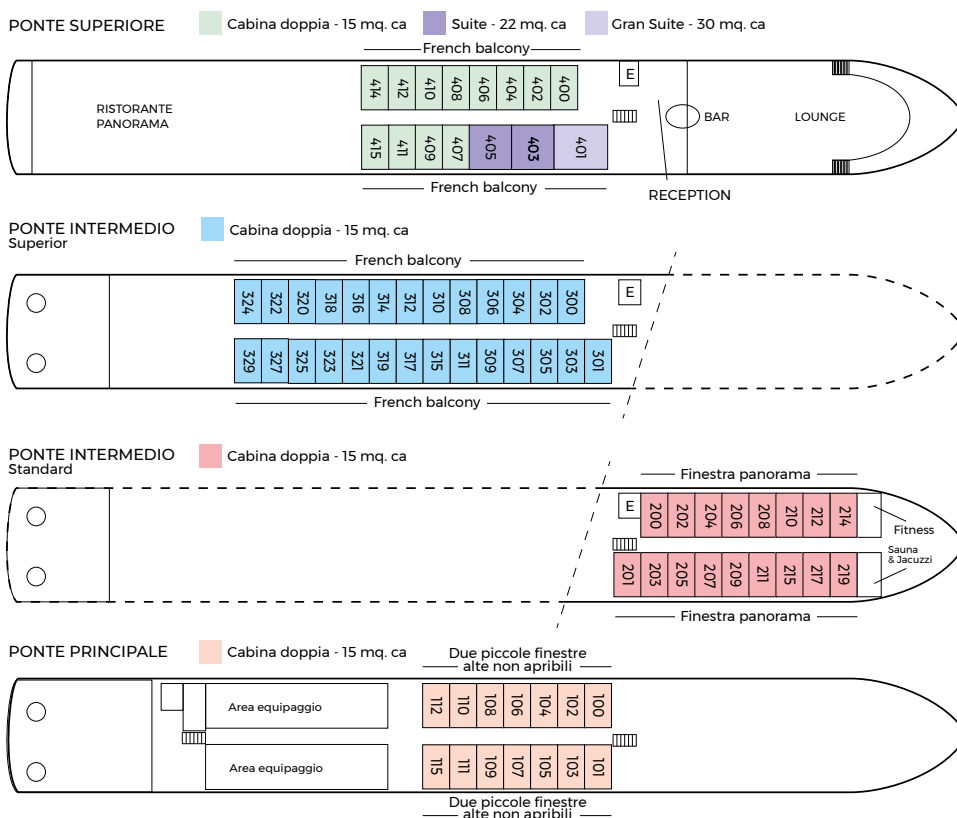 PONTE SUPERIORE
Cabina doppia - 15 mq. ca
Suite - 22 mq. ca
Gran Suite - 30 mq. ca
French balcony
414 412 410 408 406 404 402 400
E
RISTORANTE
PANORAMA
BAR
LOUNGE
415 411 409 407 405 403 401
French balcony
RECEPTION
PONTE INTERMEDIO
Superior
Cabina doppia - 15 mq. ca
French balcony
324 322 320 318 316 314 312 310 308 306 304 302 300
E
329 327 325 323 321 319 317 315 311 309 307 305 303 301
French balcony
PONTE INTERMEDIO
Standard
Cabina doppia - 15 mq. ca
Finestra panorama
E
200 202 204 206 208 210 212 214
Fitness
Sauna
& Jacuzzi
201 203 205 207 209 211 215 217 219
Finestra panorama
PONTE PRINCIPALE
Cabina doppia - 15 mq. ca
Due piccole finestre
alte non apribili
Area equipaggio
112 110 108 106 104 102 100
Area equipaggio
115 111 109 107 105 103 101
Due piccole finestre
alte non apribili